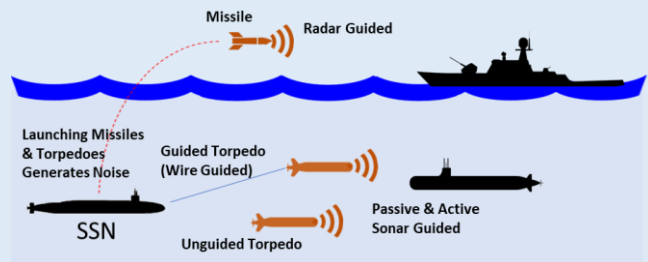 Missile
Radar Guided
Launching Missiles
& Torpedoes
Generates Noise
Guided Torpedo
(Wire Guided)
SSN
Unguided Torpedo
Passive & Active
Sonar Guided